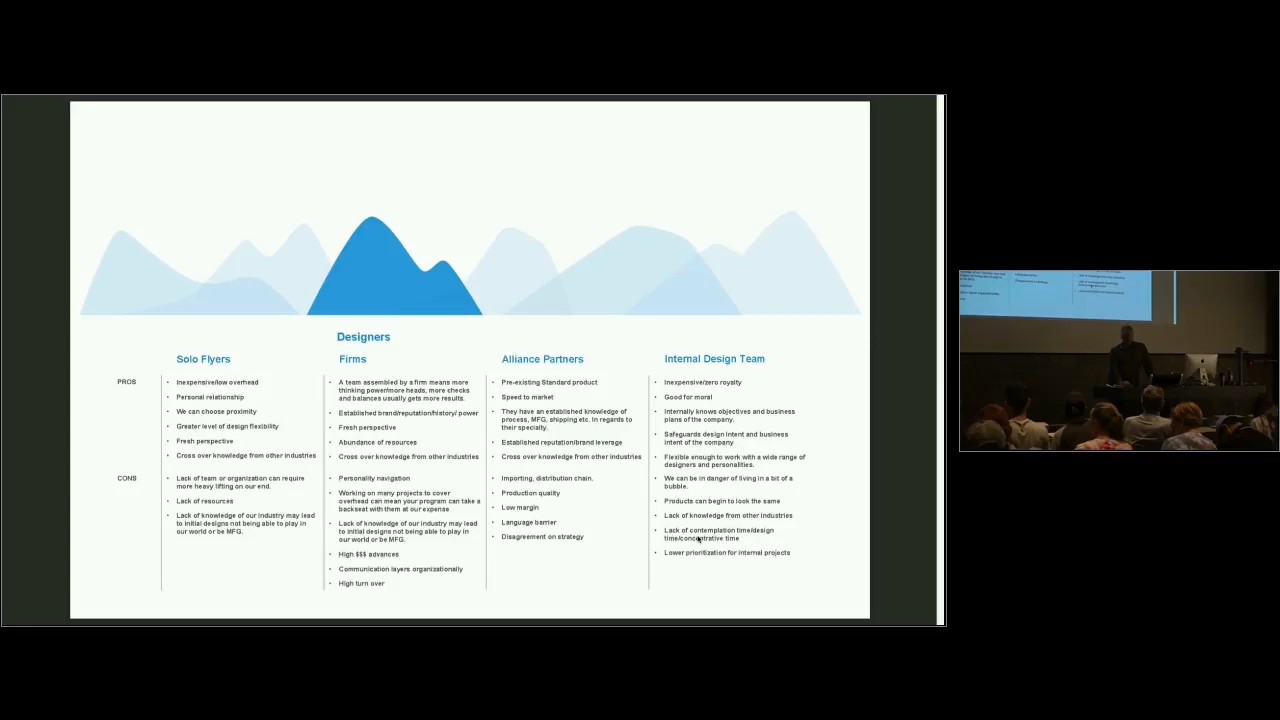 Designers
Solo Flyers
Firms
Alliance Partners
Internal Design Team
PROS
• Inexpensive/low overhead
• Personal relationship
• We can choose proximity
• Greater level of design flexibility
• Fresh perspective
• Cross over knowledge from other industries
• A team assembled by a firm means more
thinking power/more heads, more checks
and balances usually gets more results.
• Established brand/reputation/history/ power
• Fresh perspective
• Abundance of resources
• Cross over knowledge from other industries
• Pre-existing Standard product
• Speed to market
• They have an established knowledge of
process, MFG, shipping etc. In regards to
their specialty.
• Established reputation/brand leverage
• Cross over knowledge from other industries
• Inexpensive/zero royalty
• Good for moral
• Internally knows objectives and business
plans of the company.
• Safeguards design intent and business
intent of the company
• Flexible enough to work with a wide range of
designers and personalities.
CONS
• Lack of team or organization can require
more heavy lifting on our end.
• Lack of resources
• Lack of knowledge of our industry may lead
to initial designs not being able to play in
our world or be MFG.
• Personality navigation
• Working on many projects to cover
overhead can mean your program can take a
backseat with them at our expense
• Lack of knowledge of our industry may lead
to initial designs not being able to play in
our world or be MFG.
• High $$$ advances
• Communication layers organizationally
• High turn over
• Importing, distribution chain.
• Production quality
• Low margin
• Language barrier
• Disagreement on strategy
• We can be in danger of living in a bit of a
bubble.
• Products can begin to look the same
• Lack of knowledge from other industries
• Lack of contemplation time/design
time/concentrative time
• Lower prioritization for internal projects